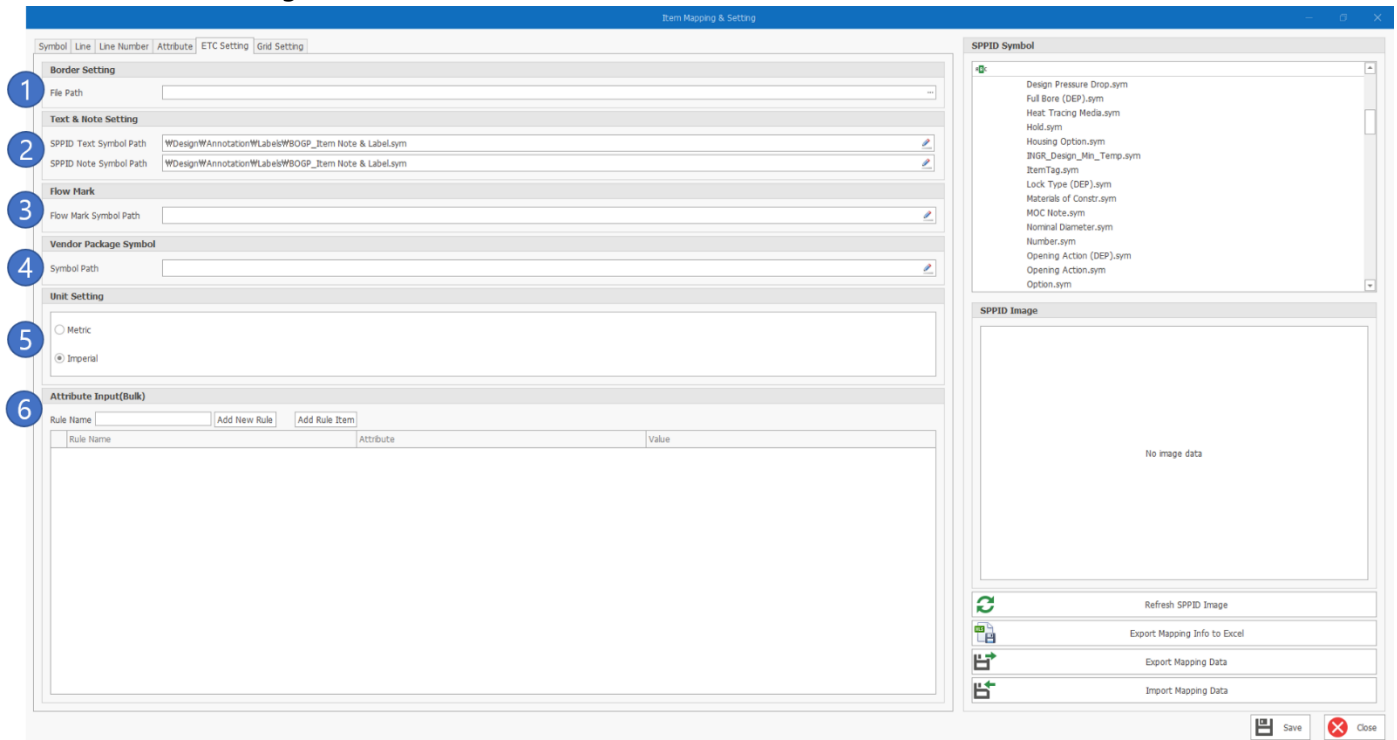 Item Mapping & Setting
Symbol Line Line Number Attribute ETC Setting Grid Setting
Border Setting
1
File Path
...
Text & Note Setting
2
SPPID Text Symbol Path ₩Design₩Annotation₩Labels₩BOGP_Item Note & Label.sym
SPPID Note Symbol Path ₩Design₩Annotation₩Labels₩BOGP_Item Note & Label.sym
Flow Mark
3
Flow Mark Symbol Path
Vendor Package Symbol
4
Symbol Path
Unit Setting
5
Metric
Imperial
Attribute Input(Bulk)
6
Rule Name Add New Rule Add Rule Item
Rule Name Attribute Value
SPPID Symbol
Design Pressure Drop.sym
Full Bore (DEP).sym
Heat Tracing Media.sym
Hold.sym
Housing Option.sym
INGR_Design_Min_Temp.sym
ItemTag.sym
Lock Type (DEP).sym
Materials of Constr.sym
MOC Note.sym
Nominal Diameter.sym
Number.sym
Opening Action (DEP).sym
Opening Action.sym
Option.sym
SPPID Image
No image data
Refresh SPPID Image
Export Mapping Info to Excel
Export Mapping Data
Import Mapping Data
Save Close